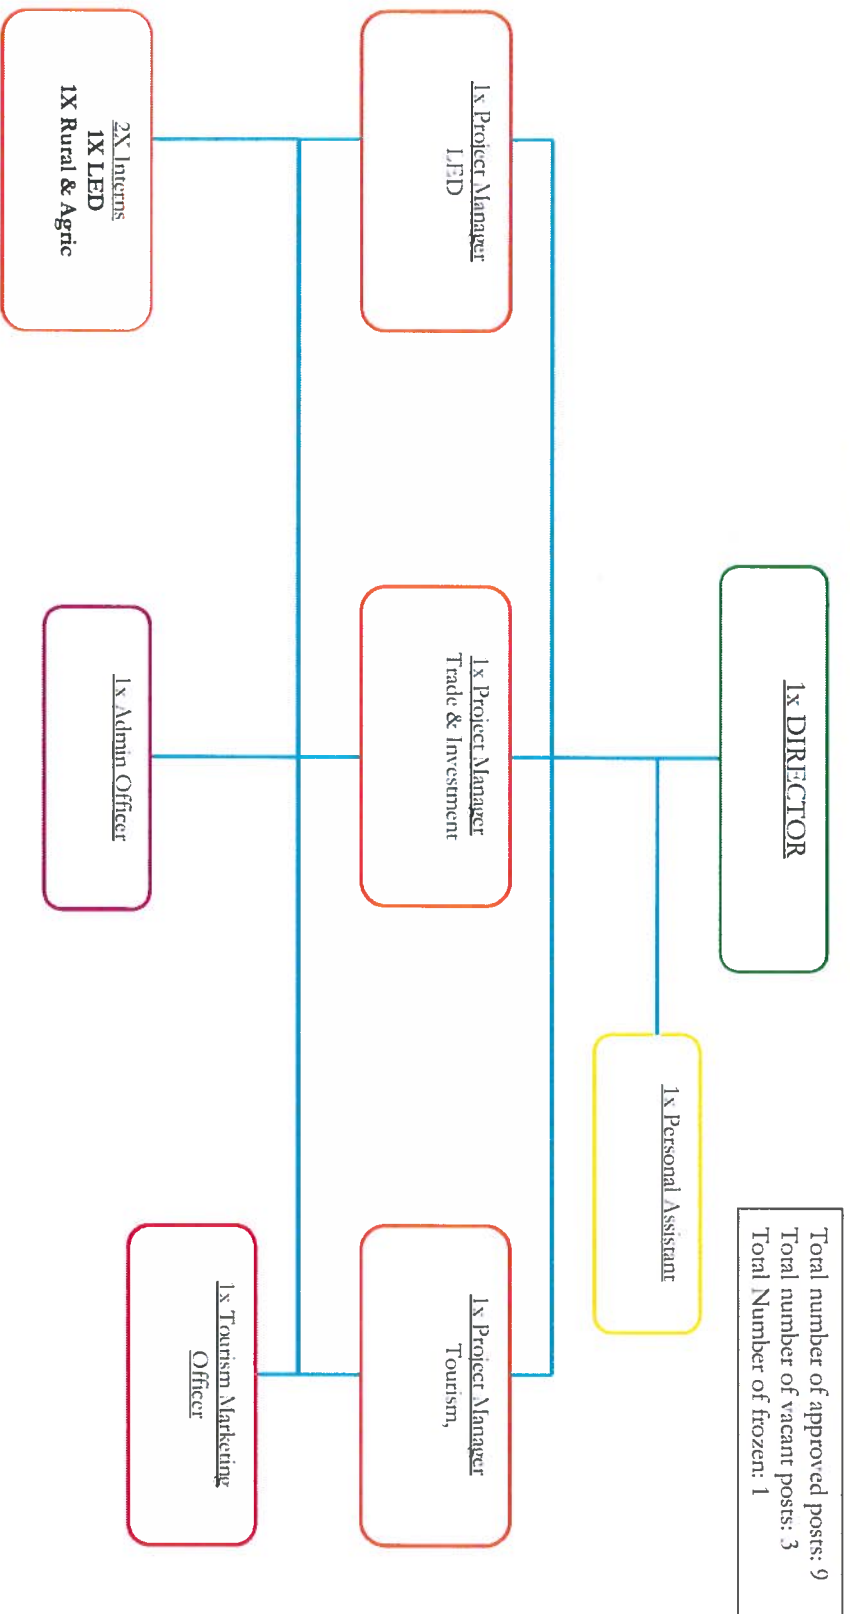 Total number of approved posts: 9
Total number of vacant posts: 3
Total Number of frozen: 1
1x DIRECTOR
1x Personal Assistant
1x Project Manager
LED
1x Project Manager
Trade & Investment
1x Project Manager
Tourism,
2X Interns
1X LED
1X Rural & Agric
1x Admin Officer
1x Tourism Marketing
Officer